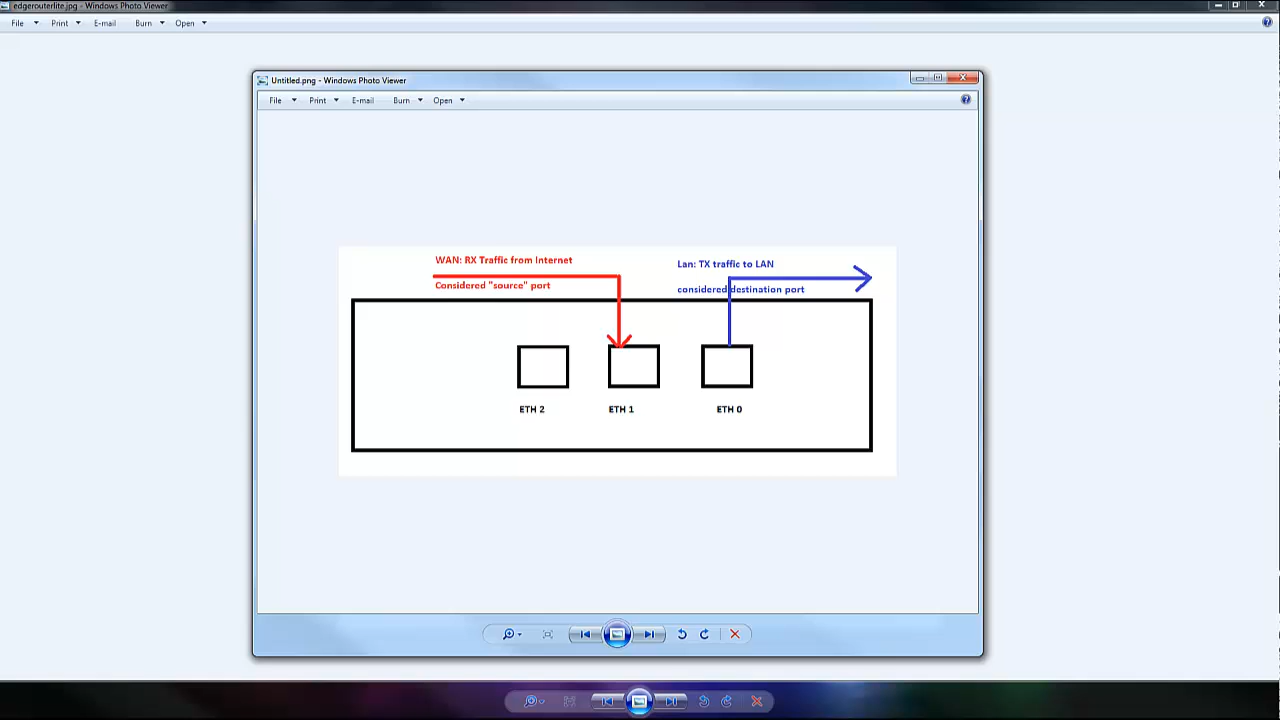 edgerouterlite.jpg - Windows Photo Viewer
File Print E-mail Burn Open
Untitled.png - Windows Photo Viewer
File Print E-mail Burn Open
WAN: RX Traffic from Internet
Considered "source" port
Lan: TX traffic to LAN
considered destination port
ETH 2 ETH 1 ETH 0